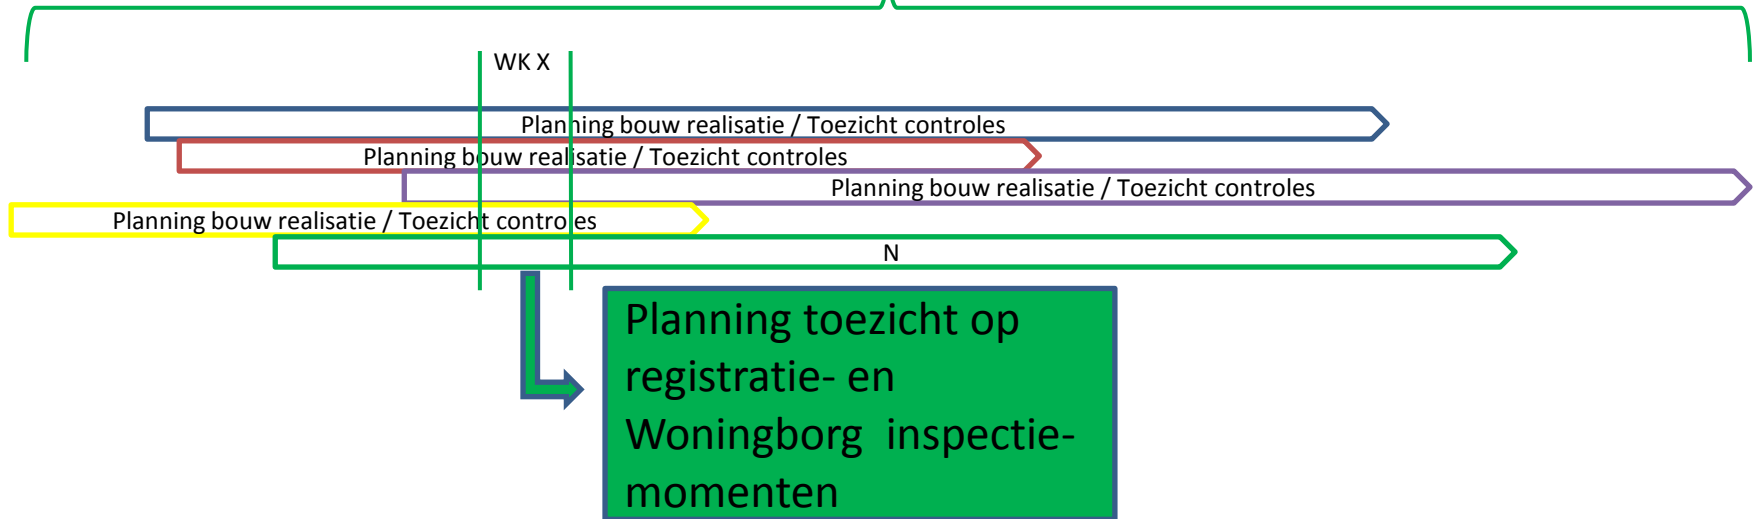 WK X
Planning bouw realisatie / Toezicht controles
Planning bouw realisatie / Toezicht controles
Planning bouw realisatie / Toezicht controles
Planning bouw realisatie / Toezicht controles
N
Planning toezicht op
registratie- en
Woningborg inspectie-
momenten